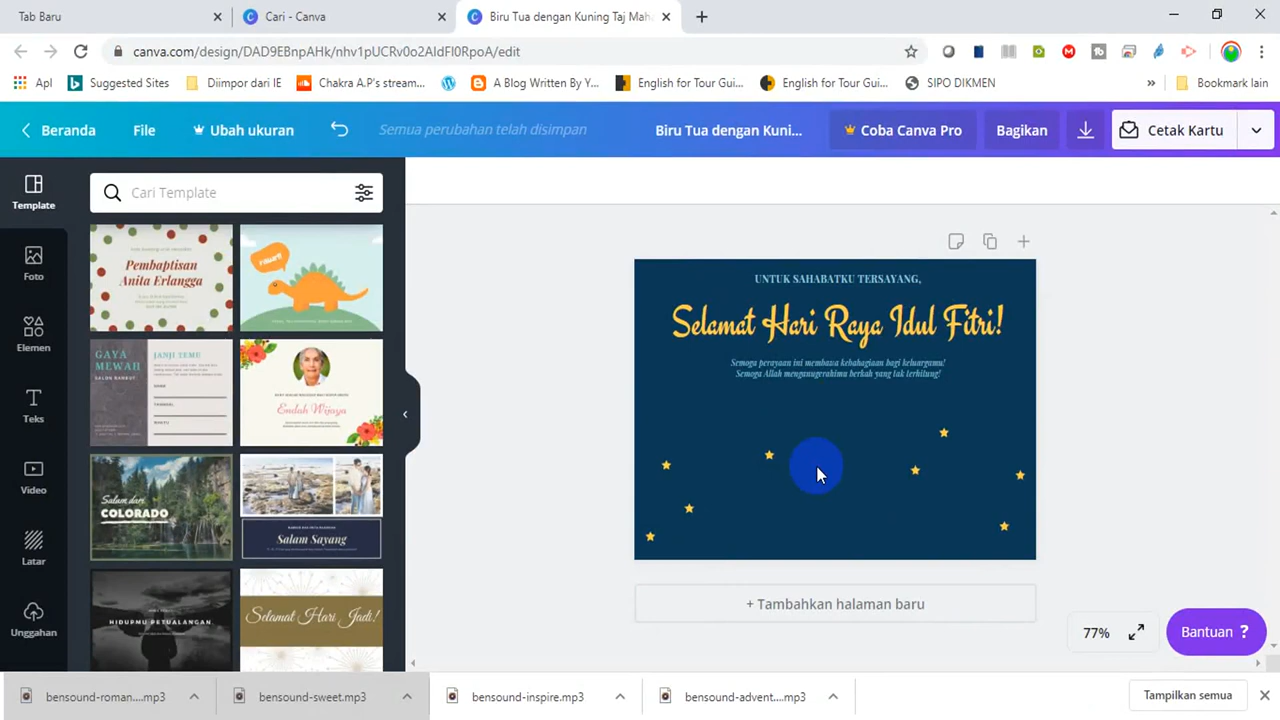 Tab Baru
Cari - Canva
Biru Tua dengan Kuning Taj Maha
canva.com/design/DAD9EBnpAHk/nhv1pUCRv0o2AIdFI0RpoA/edit
Apl
Suggested Sites
Diimpor dari IE
Chakra A.P's stream...
A Blog Written By Y...
English for Tour Gui...
English for Tour Gui...
SIPO DIKMEN
»
Bookmark lain
Beranda
File
Ubah ukuran
Semua perubahan telah disimpan
Biru Tua dengan Kuni...
Coba Canva Pro
Bagikan
Cetak Kartu
Template
Foto
Elemen
Teks
Video
Latar
Unggahan
Cari Template
Pembaptisan
Anita Erlangga
RAWR!
GAYA
MEWAH
SALON RAMBUT
JANJI TEMU
Endah Wijaya
Salam dari
COLORADO
Salam Sayang
HIDUPMU PETUALANGAN
Selamat Hari Jadi!
UNTUK SAHABATKU TERSAYANG,
Selamat Hari Raya Idul Fitri!
Semoga perayaan ini membawa kebahagiaan bagi keluargamu!
Semoga Allah menganugerahimu berkah yang tak terhitung!
+ Tambahkan halaman baru
77%
Bantuan ?
bensound-roman....mp3
bensound-sweet.mp3
bensound-inspire.mp3
bensound-advent....mp3
Tampilkan semua